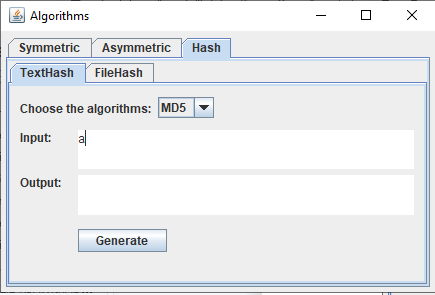 Algorithms
Symmetric Asymmetric Hash
TextHash FileHash
Choose the algorithms: MD5
Input: a
Output:
Generate